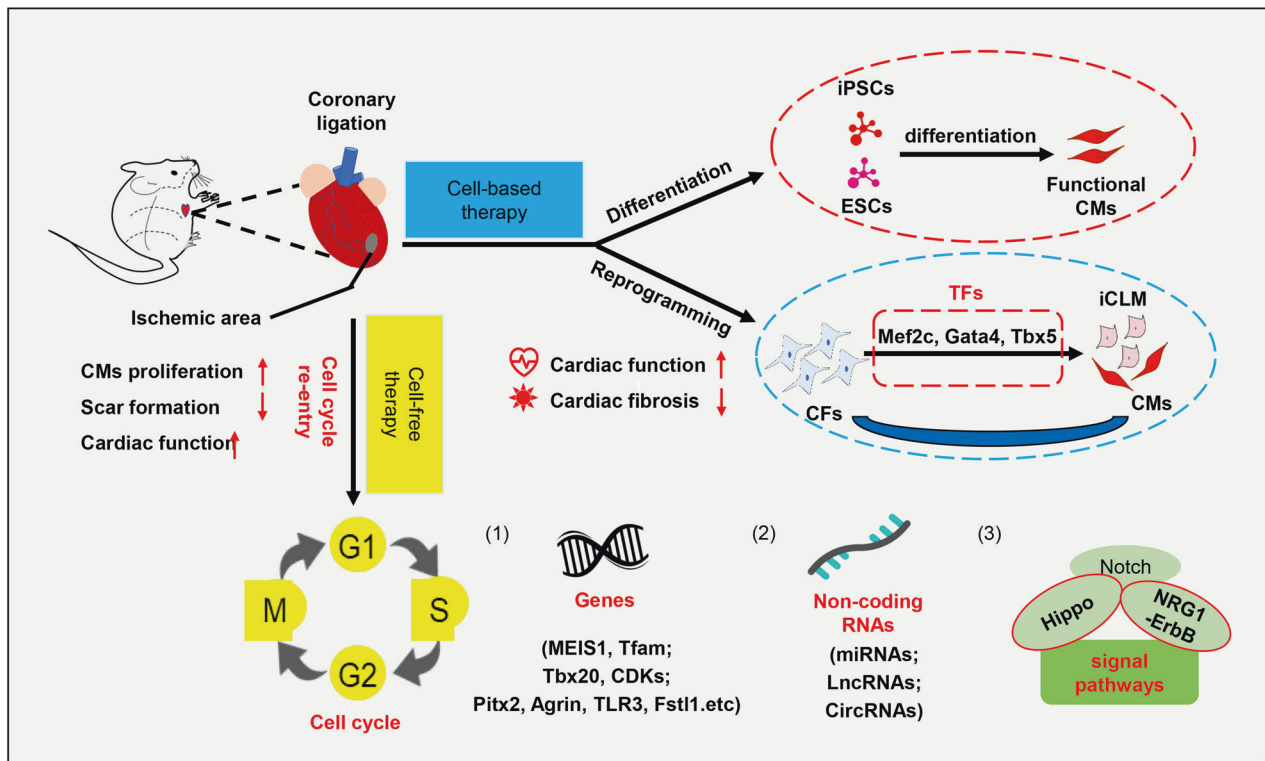 Coronary
ligation
Ischemic area
Cell-based
therapy
Differentiation
Reprogramming
iPSCs
ESCs
differentiation
Functional
CMs
TFs
Mef2c, Gata4, Tbx5
iCLM
CFs
CMs
CMs proliferation
Scar formation
Cardiac function
Cell cycle
re-entry
Cell-free
therapy
Cardiac function
Cardiac fibrosis
1
G1
S
G2
M
Cell cycle
(1)
Genes
(MEIS1, Tfam;
Tbx20, CDKs;
Pitx2, Agrin, TLR3, Fstl1.etc)
(2)
Non-coding
RNAs
(miRNAs;
LncRNAs;
CircRNAs)
(3)
Notch
Hippo
NRG1
-ErbB
signal
pathways